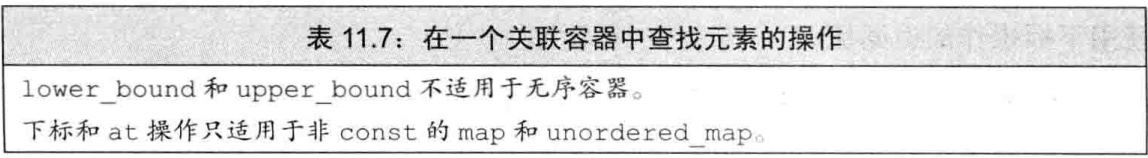 表 11.7：在一个关联容器中查找元素的操作
lower_bound 和 upper_bound 不适用于无序容器。
下标和 at 操作只适用于非 const 的 map 和 unordered_map。